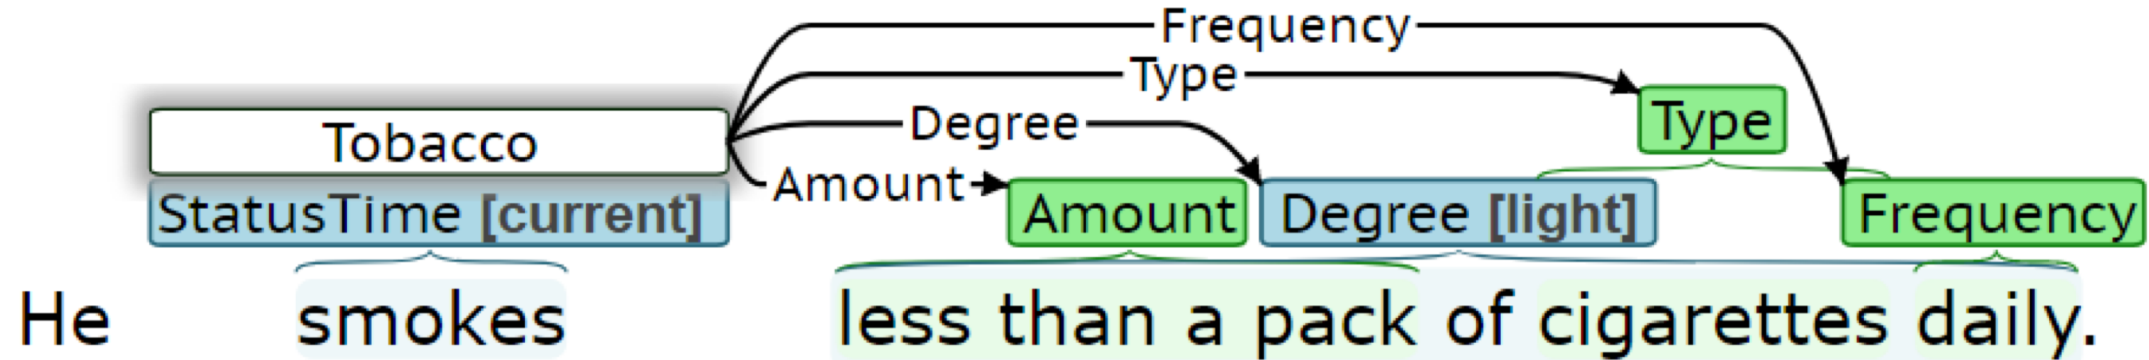 Frequency
Type
Type
Degree
Tobacco
Amount
StatusTime [current]
Amount
Degree [light]
Frequency
He smokes less than a pack of cigarettes daily.